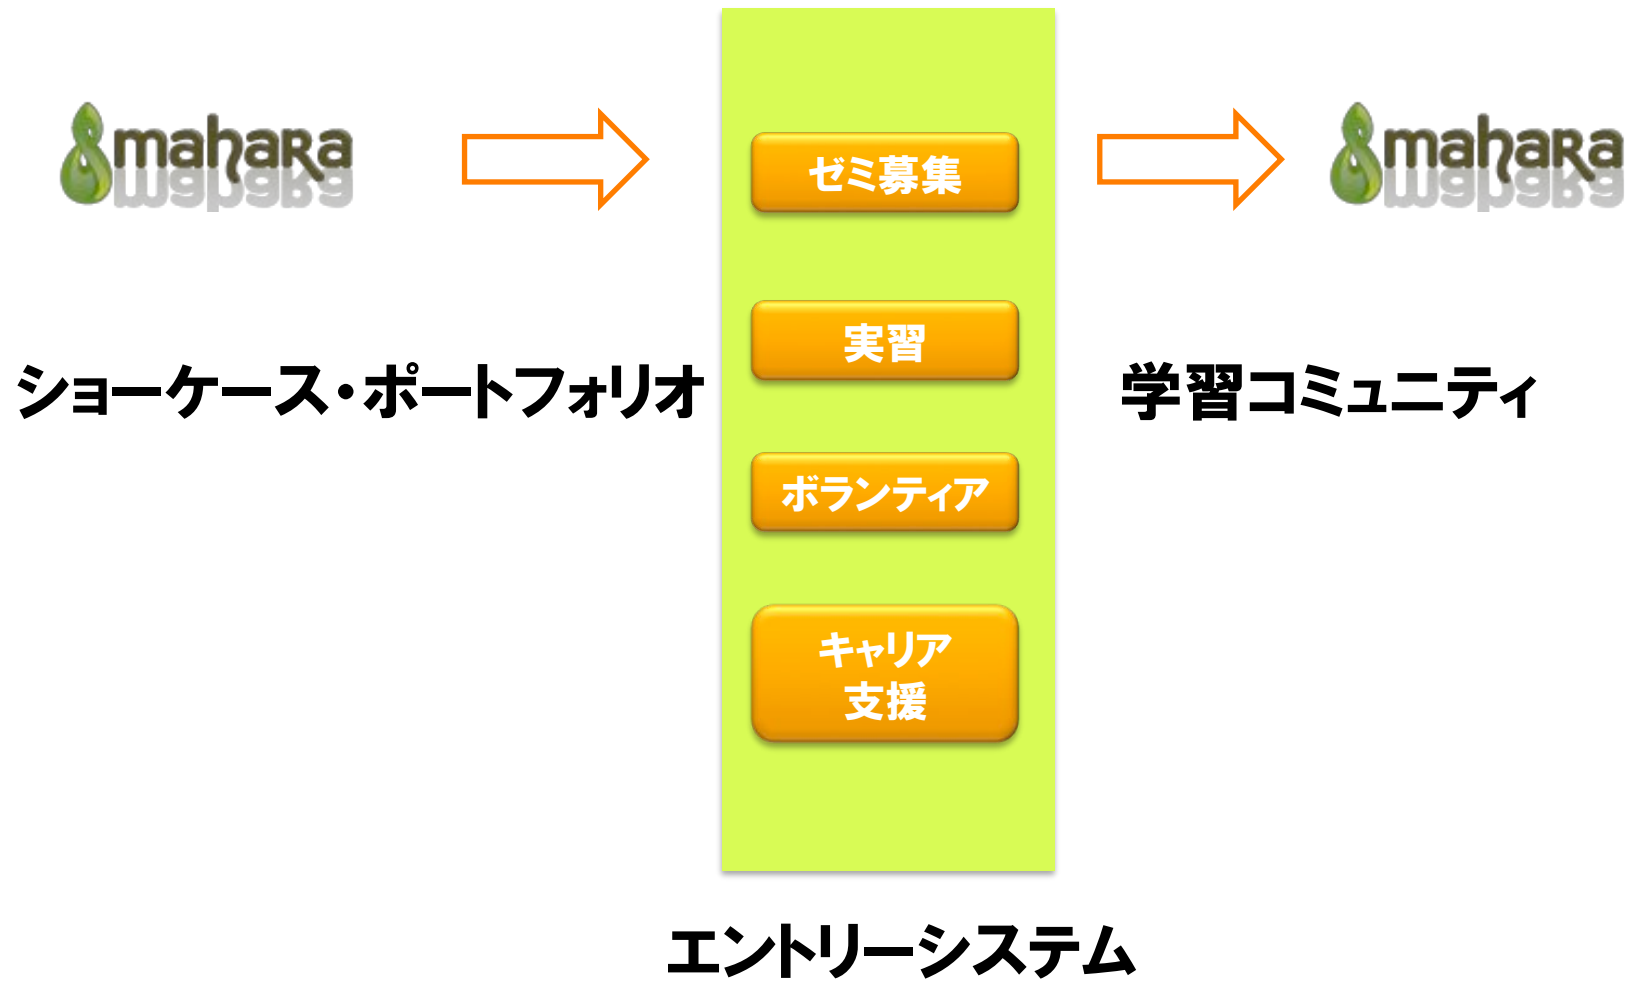 mahara
ゼミ募集
mahara
実習
ショーケース・ポートフォリオ
学習コミュニティ
ボランティア
キャリア
支援
エントリーシステム